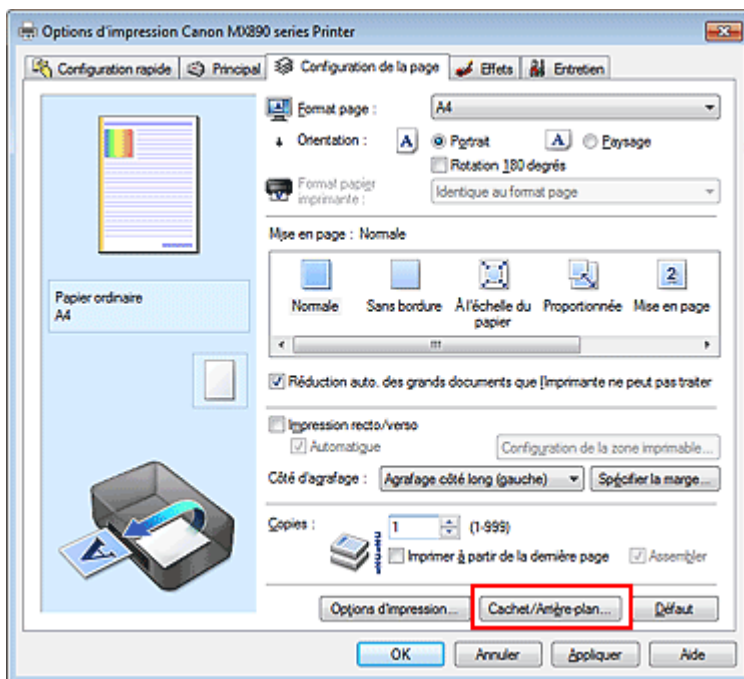 Options d'impression Canon MX890 series Printer
Configuration rapide Principal Configuration de la page Effets Entretien
Format page : A4
Orientation : A Portrait A Paysage
Rotation 180 degrés
Format papier imprimante : Identique au format page
Mise en page : Normale
2
Normale Sans bordure À l'échelle du papier Proportionnée Mise en page
Papier ordinaire
A4
Réduction auto. des grands documents que l'imprimante ne peut pas traiter
Impression recto/verso
Automatique Configuration de la zone imprimable...
Côté d'agrafage : Agrafage côté long (gauche) Spécifier la marge...
Copies : 1 (1-999)
Imprimer à partir de la dernière page Assembler
A
Options d'impression... Cachet/Arrière-plan... Défaut
OK Annuler Appliquer Aide